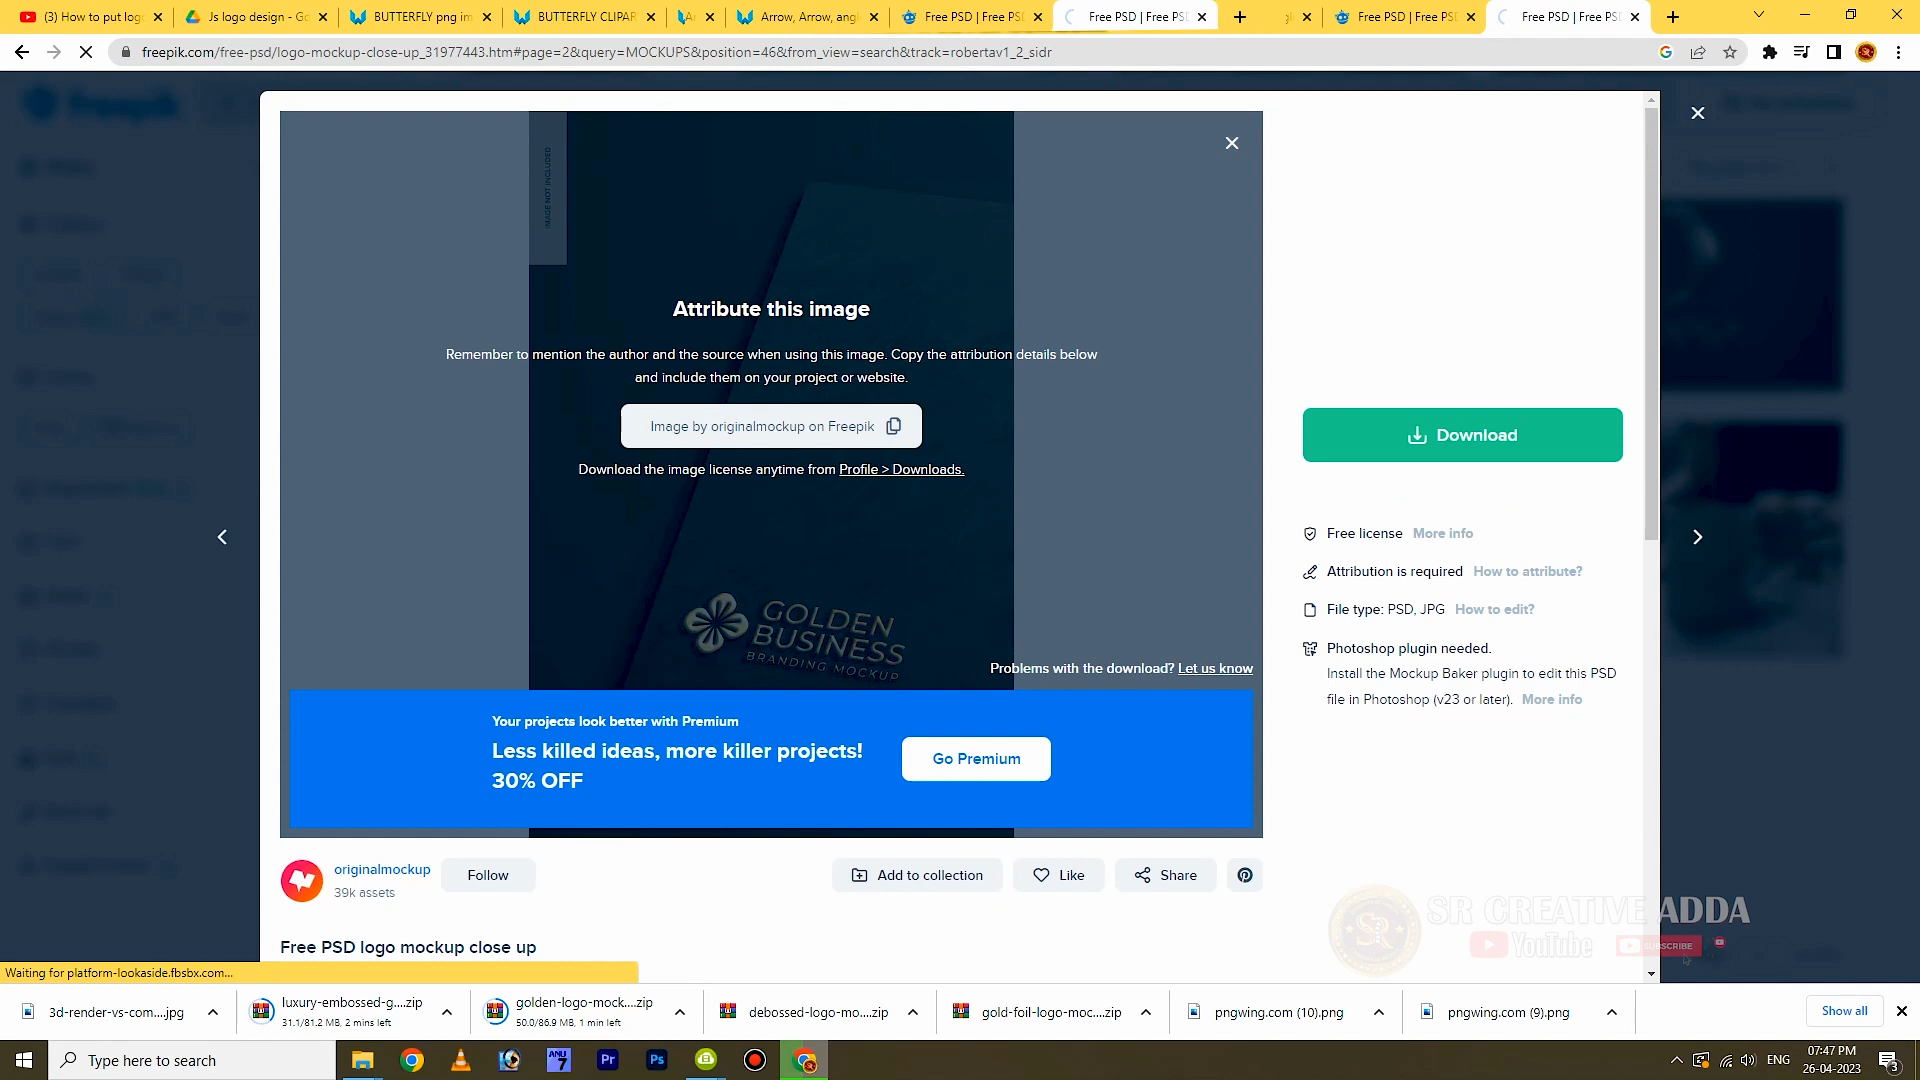 (3) How to put log
Js logo design - Go
BUTTERFLY png im
BUTTERFLY CLIPAR
Arrow, Arrow, ang
Free PSD | Free PS
Free PSD | Free PS
Free PSD | Free PS
Free PSD | Free PS
freepik.com/free-psd/logo-mockup-close-up_31977443.htm#page=2&query=MOCKUPS&position=46&from_view=search&track=robertav1_2_sidr
IMAGE NOT INCLUDED
Attribute this image
Remember to mention the author and the source when using this image. Copy the attribution details below
and include them on your project or website.
Image by originalmockup on Freepik
Download the image license anytime from Profile > Downloads.
Download
Free license More info
Attribution is required How to attribute?
File type: PSD, JPG How to edit?
Photoshop plugin needed.
Install the Mockup Baker plugin to edit this PSD
file in Photoshop (v23 or later). More info
GOLDEN
BUSINESS
BRANDING MOCKUP
Problems with the download? Let us know
Your projects look better with Premium
Less killed ideas, more killer projects!
30% OFF
Go Premium
originalmockup
39k assets
Follow
Add to collection
Like
Share
SR CREATIVE ADDA
YouTube
SUBSCRIBE
Free PSD logo mockup close up
Waiting for platform-lookaside.fbsbx.com...
3d-render-vs-com....jpg
luxury-embossed-g....zip
31.1/81.2 MB, 2 mins left
golden-logo-mock....zip
50.0/86.9 MB, 1 min left
debossed-logo-mo....zip
gold-foil-logo-moc....zip
pngwing.com (10).png
pngwing.com (9).png
Show all
Type here to search
ANU
7
Pr
Ps
ENG
07:47 PM
26-04-2023
3